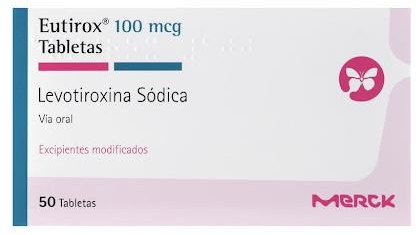 Eutirox® 100 mcg
Tabletas
Levotiroxina Sódica
Vía oral
Excipientes modificados
50 Tabletas
MERCK